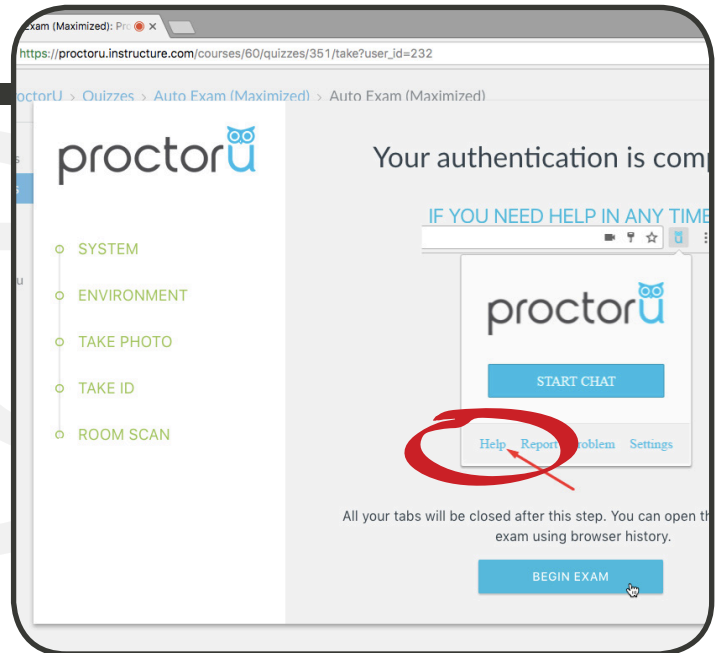 Exam (Maximized): Pro
https://proctoru.instructure.com/courses/60/quizzes/351/take?user_id=232
ProctorU > Quizzes > Auto Exam (Maximized) > Auto Exam (Maximized)
proctoru
SYSTEM
ENVIRONMENT
TAKE PHOTO
TAKE ID
ROOM SCAN
Your authentication is com
IF YOU NEED HELP IN ANY TIME
proctoru
START CHAT
Help Report Problem Settings
All your tabs will be closed after this step. You can open th
exam using browser history.
BEGIN EXAM